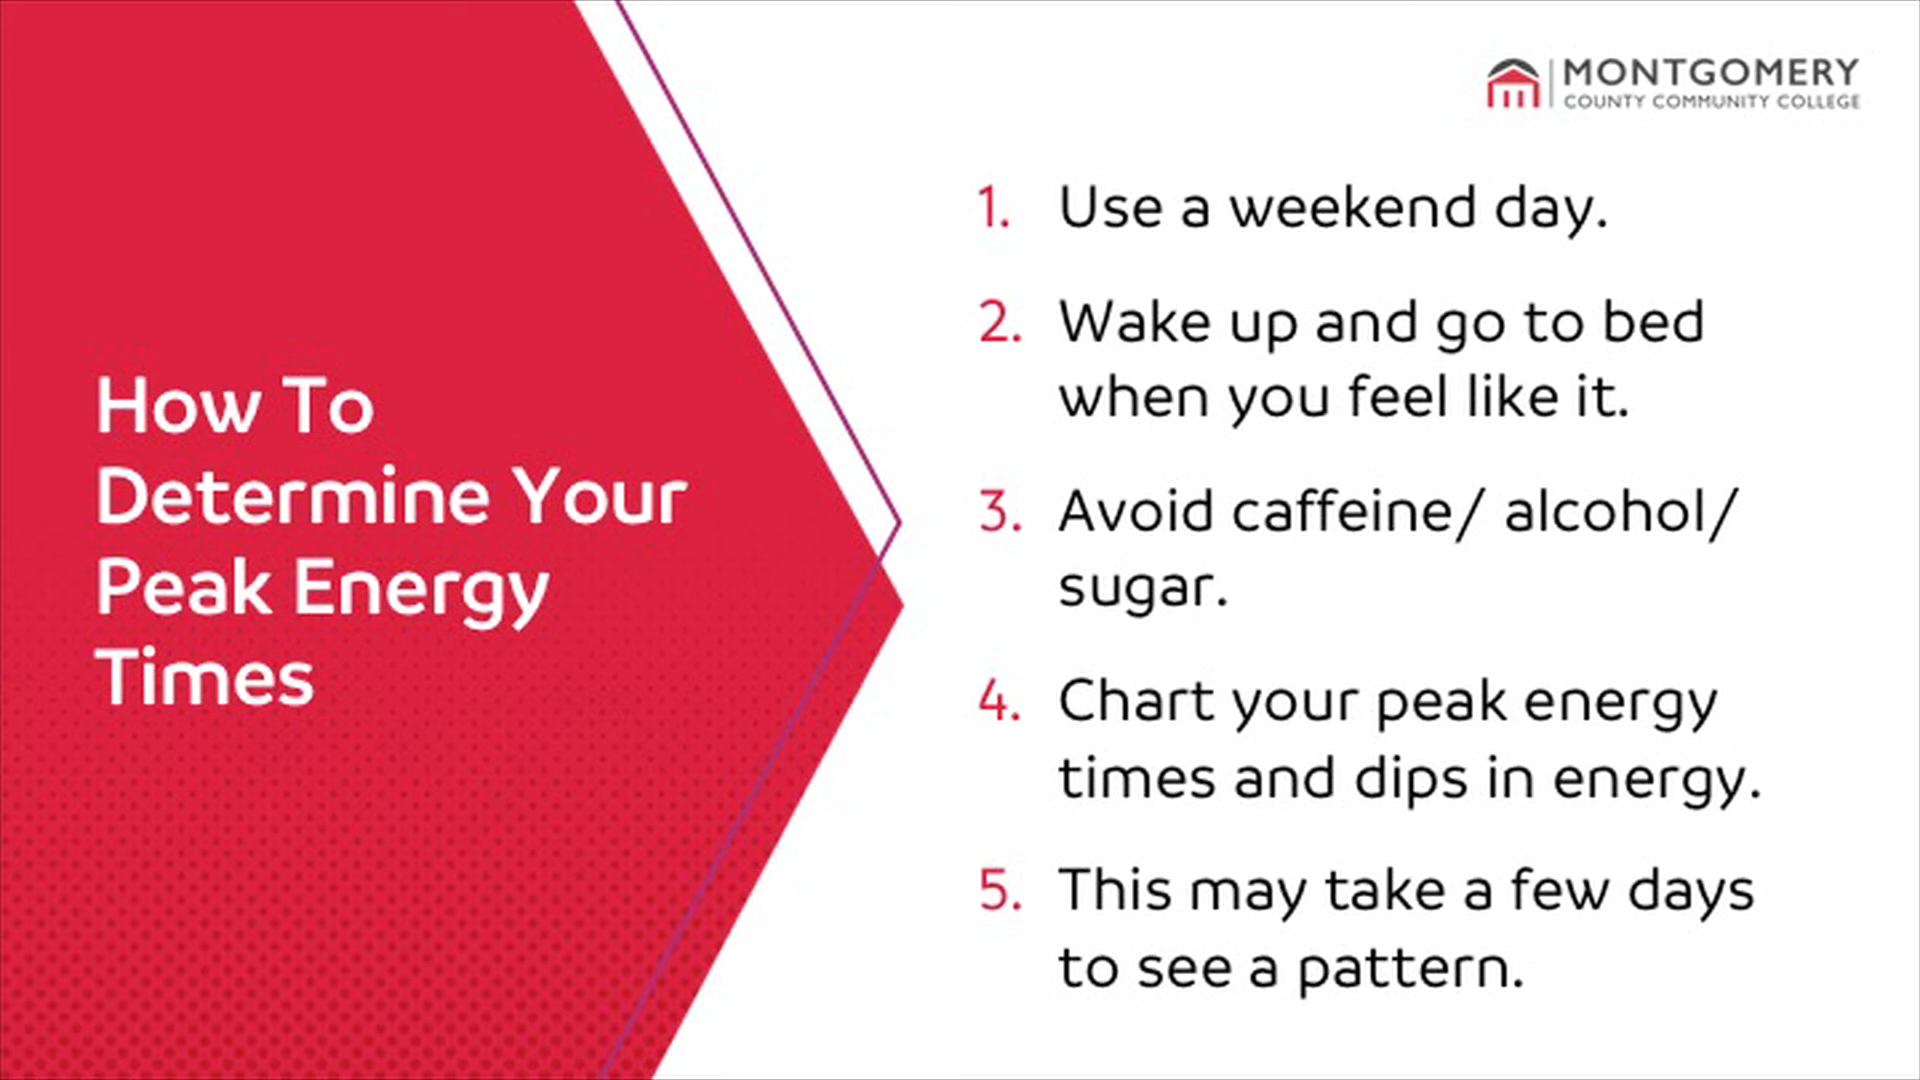 MONTGOMERY
COUNTY COMMUNITY COLLEGE
How To
Determine Your
Peak Energy
Times
1. Use a weekend day.
2. Wake up and go to bed
when you feel like it.
3. Avoid caffeine/ alcohol/
sugar.
4. Chart your peak energy
times and dips in energy.
5. This may take a few days
to see a pattern.